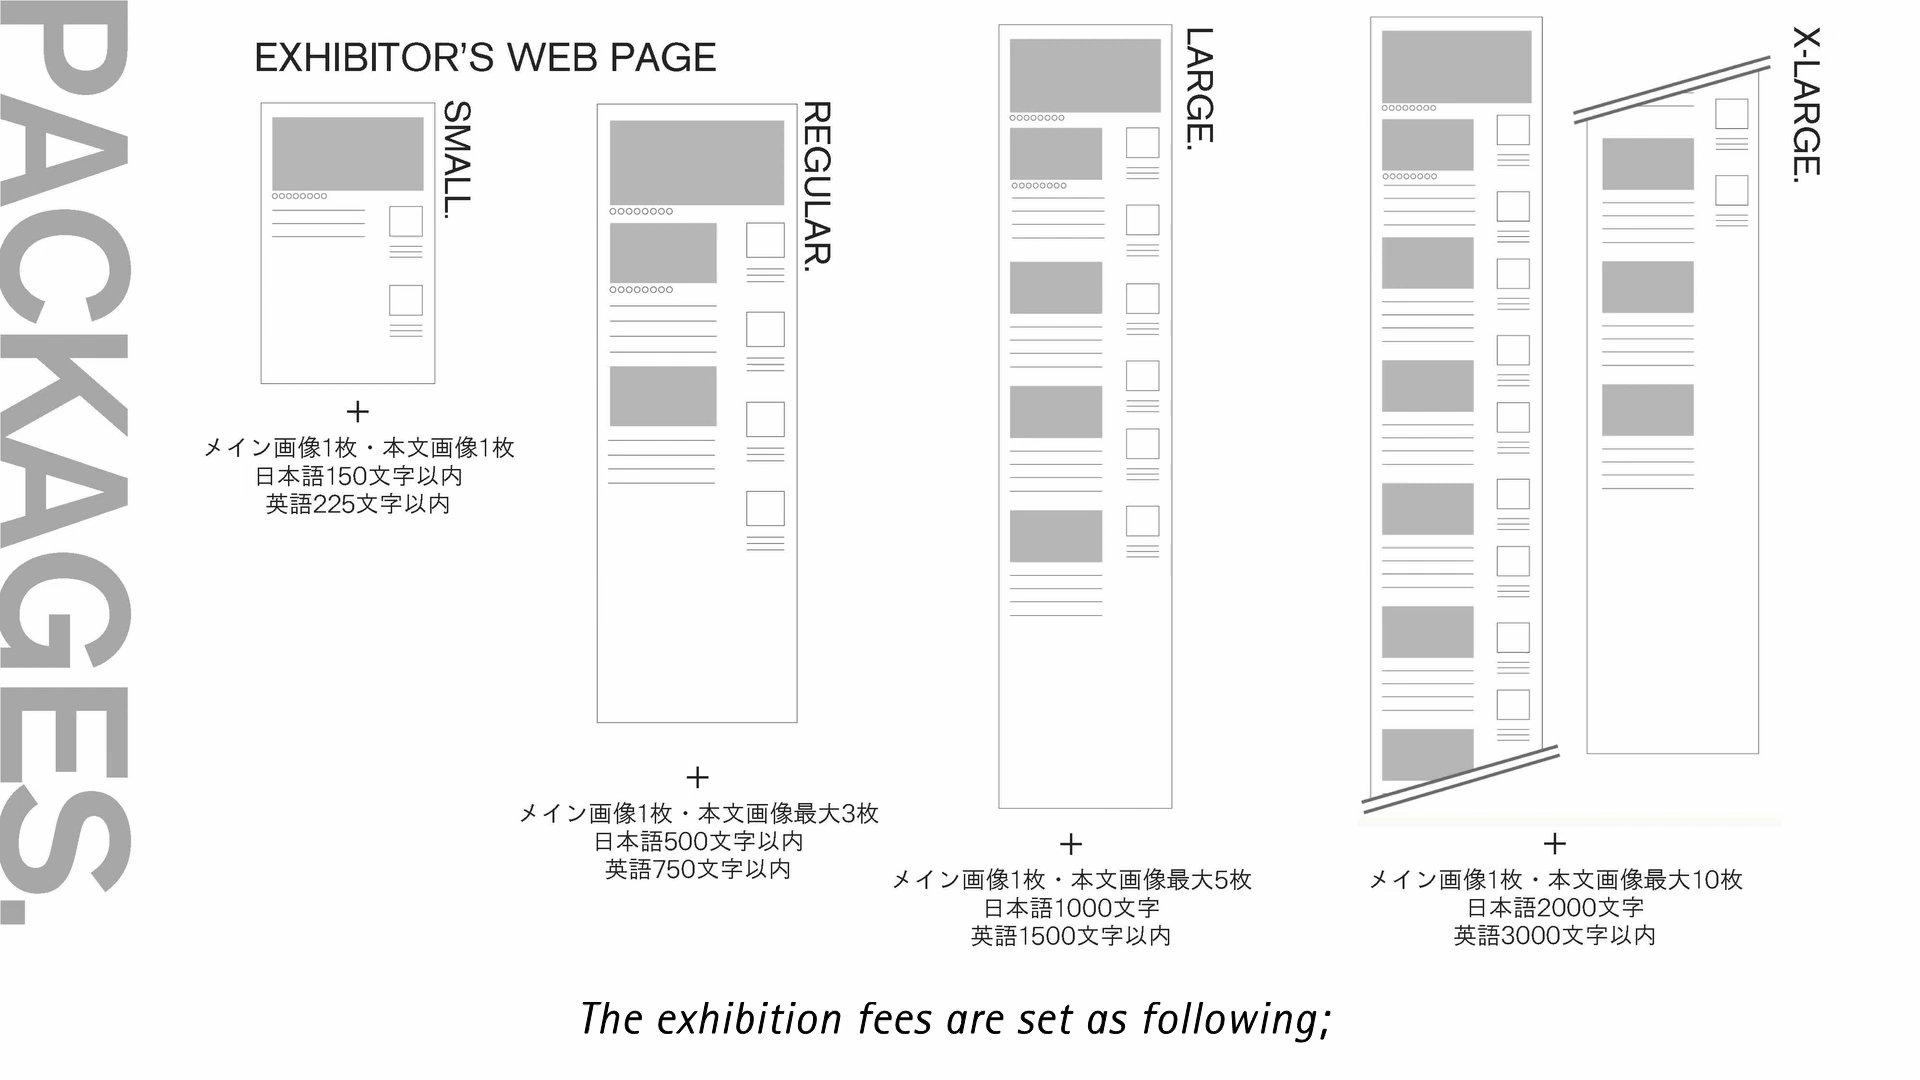 PACKAGES.
EXHIBITOR'S WEB PAGE
SMALL.
+
メイン画像1枚・本文画像1枚
日本語150文字以内
英語225文字以内
REGULAR.
+
メイン画像1枚・本文画像最大3枚
日本語500文字以内
英語750文字以内
LARGE.
+
メイン画像1枚・本文画像最大5枚
日本語1000文字
英語1500文字以内
X-LARGE.
+
メイン画像1枚・本文画像最大10枚
日本語2000文字
英語3000文字以内
The exhibition fees are set as following;